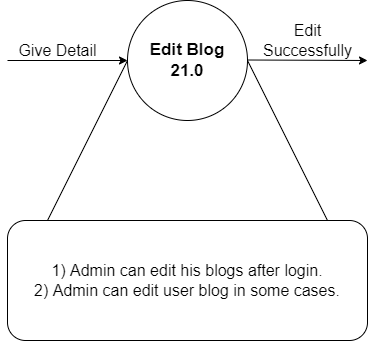 Give Detail
Edit Blog
21.0
Edit
Successfully
1) Admin can edit his blogs after login.
2) Admin can edit user blog in some cases.